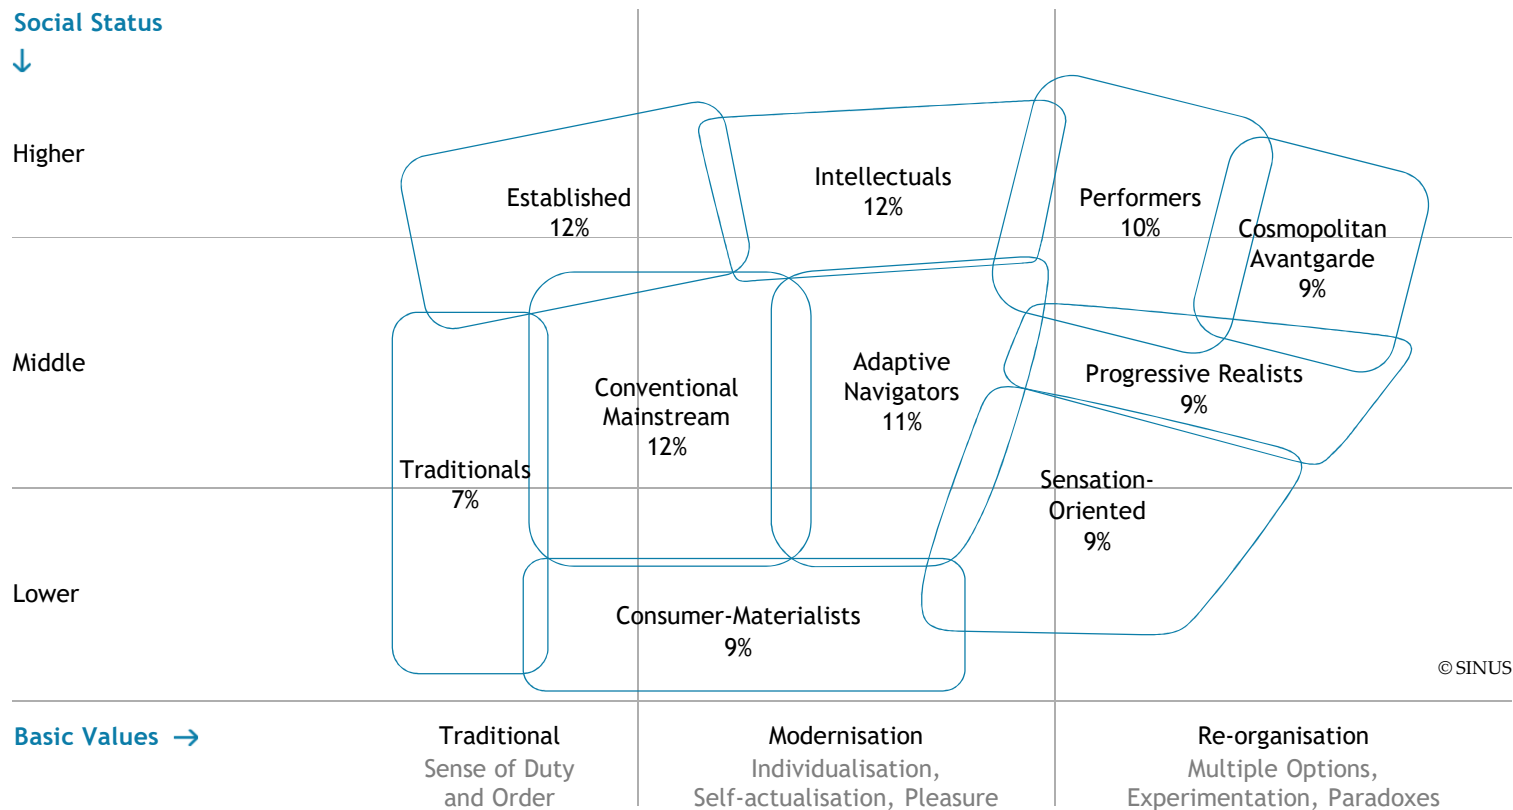 Social Status
↓
Higher
Middle
Lower
Established
12%
Intellectuals
12%
Performers
10%
Cosmopolitan
Avantgarde
9%
Traditionals
7%
Conventional
Mainstream
12%
Adaptive
Navigators
11%
Progressive Realists
9%
Sensation-
Oriented
9%
Consumer-Materialists
9%
© SINUS
Basic Values →
Traditional
Sense of Duty
and Order
Modernisation
Individualisation,
Self-actualisation, Pleasure
Re-organisation
Multiple Options,
Experimentation, Paradoxes